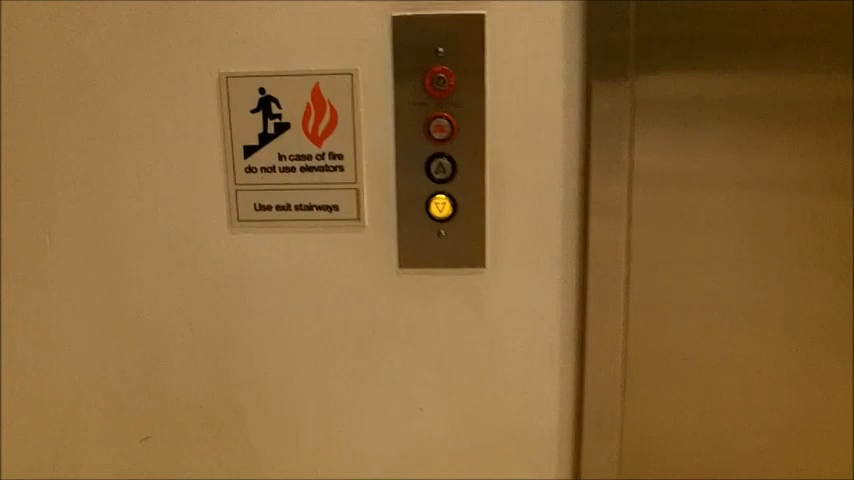 In case of fire
do not use elevators
Use exit stairways